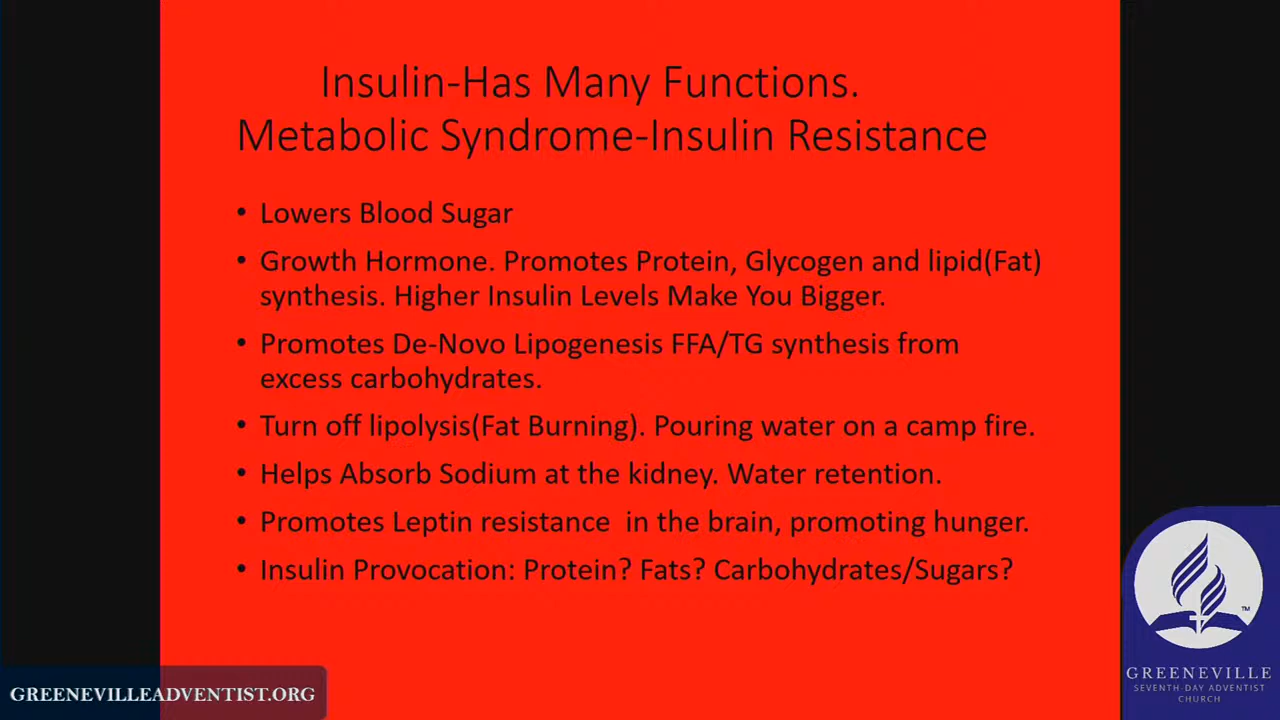 Insulin-Has Many Functions.
Metabolic Syndrome-Insulin Resistance
• Lowers Blood Sugar
• Growth Hormone. Promotes Protein, Glycogen and lipid(Fat)
synthesis. Higher Insulin Levels Make You Bigger.
• Promotes De-Novo Lipogenesis FFA/TG synthesis from
excess carbohydrates.
• Turn off lipolysis(Fat Burning). Pouring water on a camp fire.
• Helps Absorb Sodium at the kidney. Water retention.
• Promotes Leptin resistance  in the brain, promoting hunger.
• Insulin Provocation: Protein? Fats? Carbohydrates/Sugars?
GREENEVILLEADVENTIST.ORG
TM
GREENEVILLE
SEVENTH-DAY ADVENTIST
CHURCH